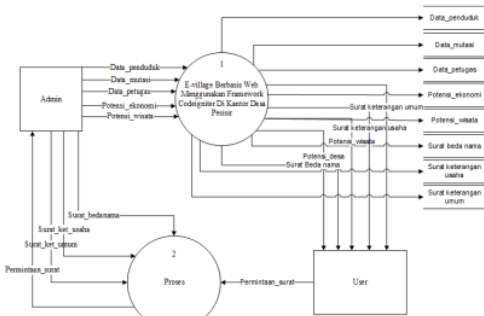 Data_penduduk
Data_mutasi
Data_petugas
Potensi_ekonomi
Potensi_wisata
Surat beda nama
Surat keterangan
usaha
Surat keterangan
umum
1
E-village Berbasis Web
Menggunakan Framework
Codeigniter Di Kantor Desa
Pesisir
Admin
Data_penduduk
Data_mutasi
Data_petugas
Potensi_ekonomi
Potensi_wisata
Surat keterangan umum
Surat keterangan usaha
Potensi_wisata
Potensi_desa
Surat Beda nama
Surat_bedanama
Surat_ket_usaha
Surat_ket_umum
Permintaan_surat
2
Proses
Permintaan_surat
User